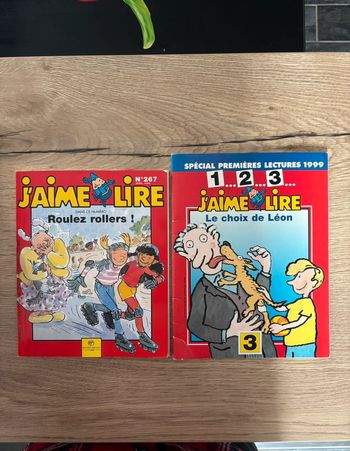 N°267
J'AIME LIRE
DANS CE NUMÉRO
Roulez rollers !
SPÉCIAL PREMIÈRES LECTURES 1999
1...2...3...
J'AIME LIRE
Le choix de Léon
3